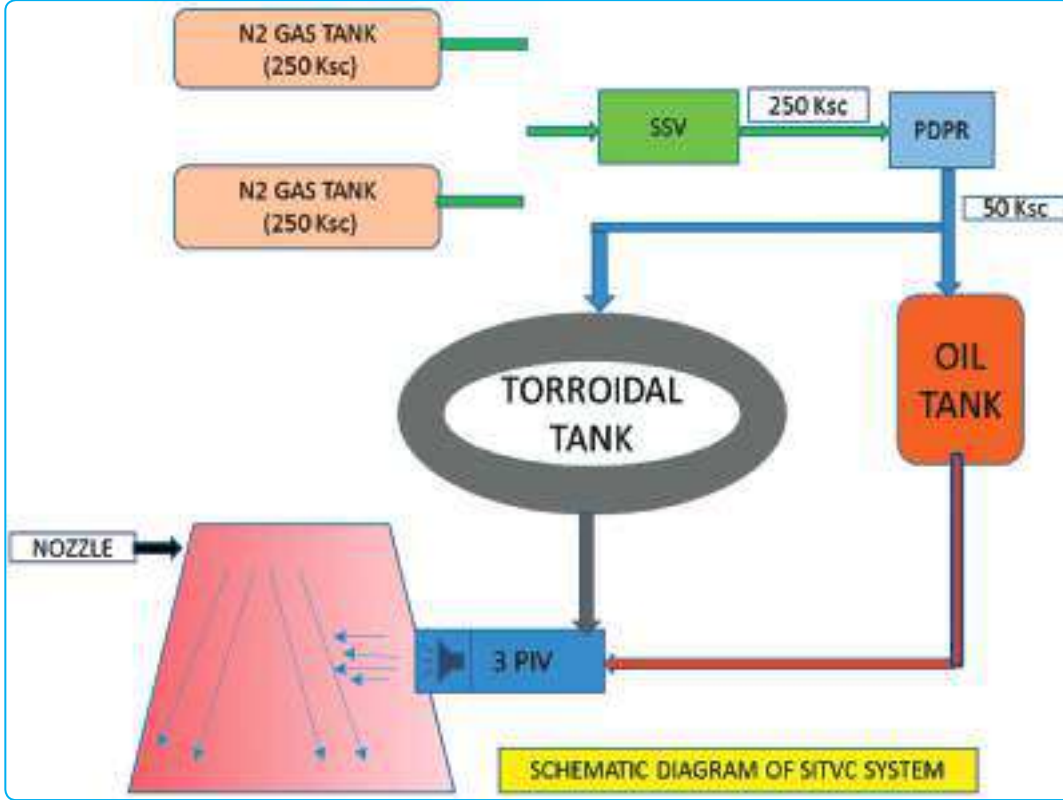 N2 GAS TANK
(250 Ksc)
SSV
250 Ksc
PDPR
N2 GAS TANK
(250 Ksc)
50 Ksc
TORROIDAL
TANK
OIL
TANK
NOZZLE
3 PIV
SCHEMATIC DIAGRAM OF SITVC SYSTEM